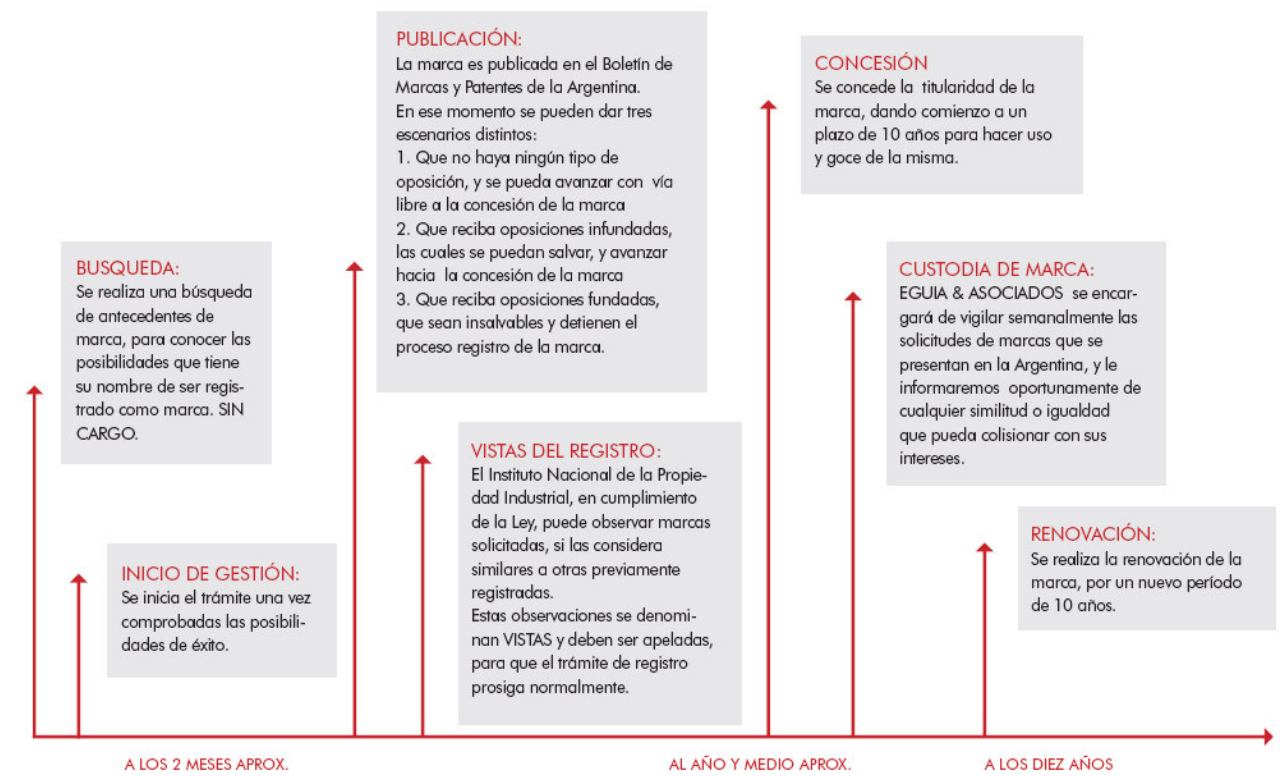 BUSQUEDA:
Se realiza una búsqueda
de antecedentes de
marca, para conocer las
posibilidades que tiene
su nombre de ser regis-
trado como marca. SIN
CARGO.
INICIO DE GESTIÓN:
Se inicia el trámite una vez
comprobadas las posibili-
dades de éxito.
PUBLICACIÓN:
La marca es publicada en el Boletín de
Marcas y Patentes de la Argentina.
En ese momento se pueden dar tres
escenarios distintos:
1. Que no haya ningún tipo de
oposición, y se pueda avanzar con vía
libre a la concesión de la marca
2. Que reciba oposiciones infundadas,
las cuales se puedan salvar, y avanzar
hacia la concesión de la marca
3. Que reciba oposiciones fundadas,
que sean insalvables y detienen el
proceso registro de la marca.
VISTAS DEL REGISTRO:
El Instituto Nacional de la Propie-
dad Industrial, en cumplimiento
de la Ley, puede observar marcas
solicitadas, si las considera
similares a otras previamente
registradas.
Estas observaciones se denomi-
nan VISTAS y deben ser apeladas,
para que el trámite de registro
prosiga normalmente.
CONCESIÓN
Se concede la titularidad de la
marca, dando comienzo a un
plazo de 10 años para hacer uso
y goce de la misma.
CUSTODIA DE MARCA:
EGUIA & ASOCIADOS se encar-
gará de vigilar semanalmente las
solicitudes de marcas que se
presentan en la Argentina, y le
informaremos oportunamente de
cualquier similitud o igualdad
que pueda colisionar con sus
intereses.
RENOVACIÓN:
Se realiza la renovación de la
marca, por un nuevo período
de 10 años.
A LOS 2 MESES APROX.
AL AÑO Y MEDIO APROX.
A LOS DIEZ AÑOS